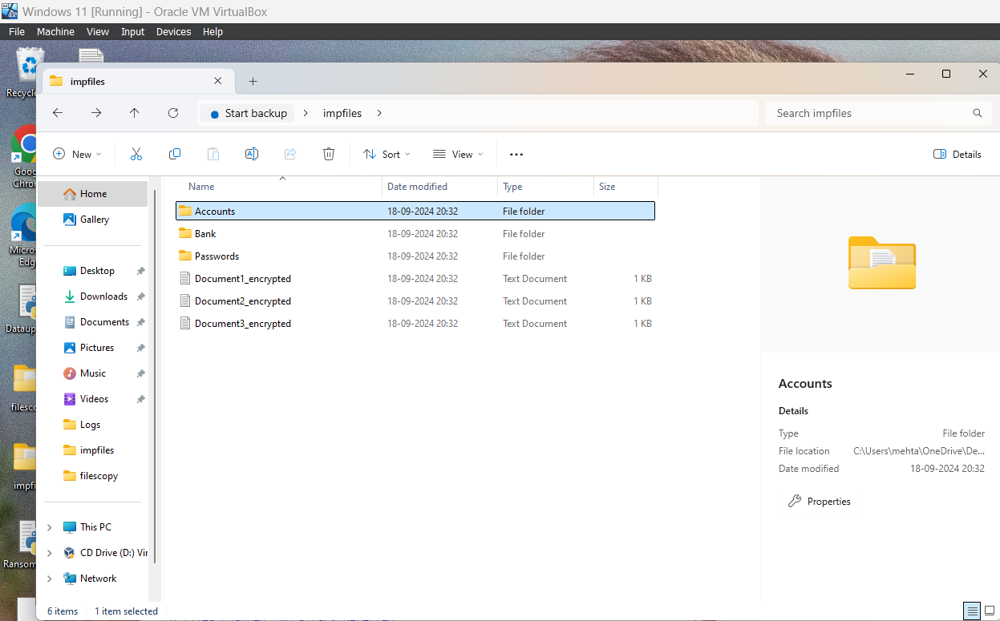 Windows 11 [Running] - Oracle VM VirtualBox
File Machine View Input Devices Help
Recycle
impfiles
Start backup > impfiles >
Search impfiles
New
Sort
View
Details
Goog
Chron
Micros
Edg
Dataup
filesco
impfi
Ransom
Home
Gallery
Desktop
Downloads
Documents
Pictures
Music
Videos
Logs
impfiles
filescopy
This PC
CD Drive (D:) Vir
Network
Name Date modified Type Size
Accounts 18-09-2024 20:32 File folder
Bank 18-09-2024 20:32 File folder
Passwords 18-09-2024 20:32 File folder
Document1_encrypted 18-09-2024 20:32 Text Document 1 KB
Document2_encrypted 18-09-2024 20:32 Text Document 1 KB
Document3_encrypted 18-09-2024 20:32 Text Document 1 KB
Accounts
Details
Type File folder
File location C:\Users\mehta\OneDrive\De...
Date modified 18-09-2024 20:32
Properties
6 items 1 item selected